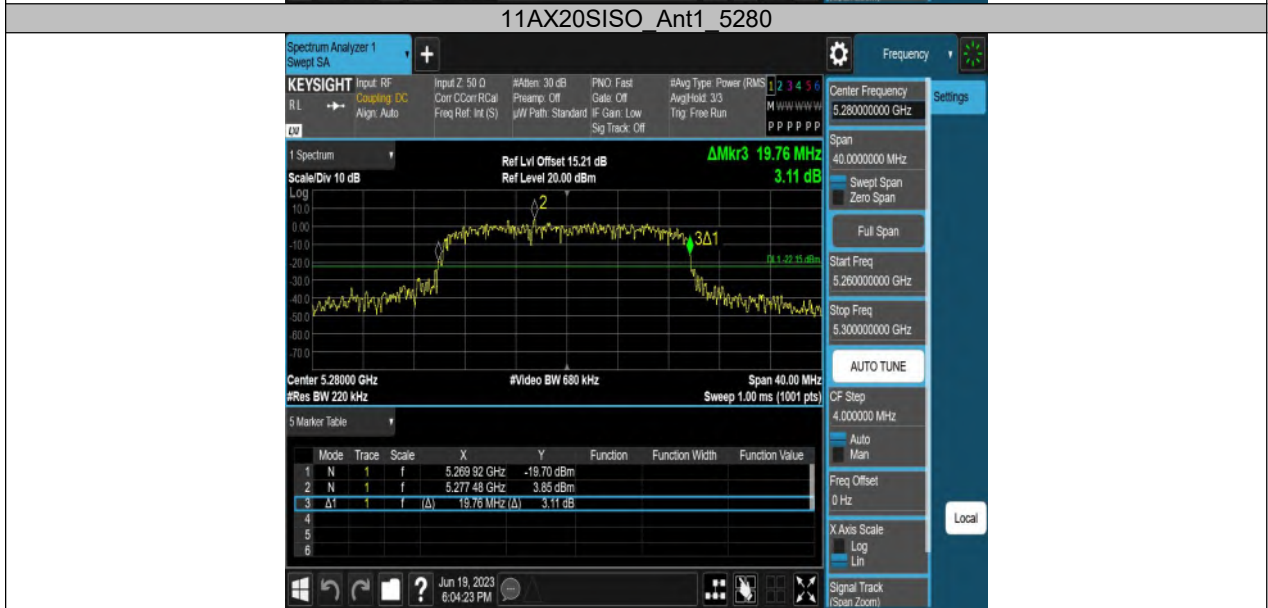 11AX20SISO_Ant1_5280
Spectrum Analyzer 1
Swept SA
+
Frequency
KEYSIGHT
RL
LXI
Input: RF
Coupling: DC
Align: Auto
Input Z: 50 Ω
Corr CCorr RCal
Freq Ref: Int (S)
#Atten: 30 dB
Preamp: Off
µW Path: Standard
PNO: Fast
Gate: Off
IF Gain: Low
Sig Track: Off
#Avg Type: Power (RMS
Avg|Hold: 3/3
Trig: Free Run
1 2 3 4 5 6
M W W W W W
P P P P P P
1 Spectrum
Scale/Div 10 dB
Ref Lvl Offset 15.21 dB
Ref Level 20.00 dBm
ΔMkr3 19.76 MHz
3.11 dB
Log
10.0
0.00
-10.0
-20.0
-30.0
-40.0
-50.0
-60.0
-70.0
2
3Δ1
DL1 -22.15 dBm
Center 5.28000 GHz
#Res BW 220 kHz
#Video BW 680 kHz
Span 40.00 MHz
Sweep 1.00 ms (1001 pts)
5 Marker Table
Mode Trace Scale X Y Function Function Width Function Value
1 N 1 f 5.269 92 GHz -19.70 dBm
2 N 1 f 5.277 48 GHz 3.85 dBm
3 Δ1 1 f (Δ) 19.76 MHz (Δ) 3.11 dB
4
5
6
Jun 19, 2023
6:04:23 PM
?
Center Frequency
5.280000000 GHz
Settings
Span
40.0000000 MHz
Swept Span
Zero Span
Full Span
Start Freq
5.260000000 GHz
Stop Freq
5.300000000 GHz
AUTO TUNE
CF Step
4.000000 MHz
Auto
Man
Freq Offset
0 Hz
X Axis Scale
Log
Lin
Local
Signal Track
(Span Zoom)